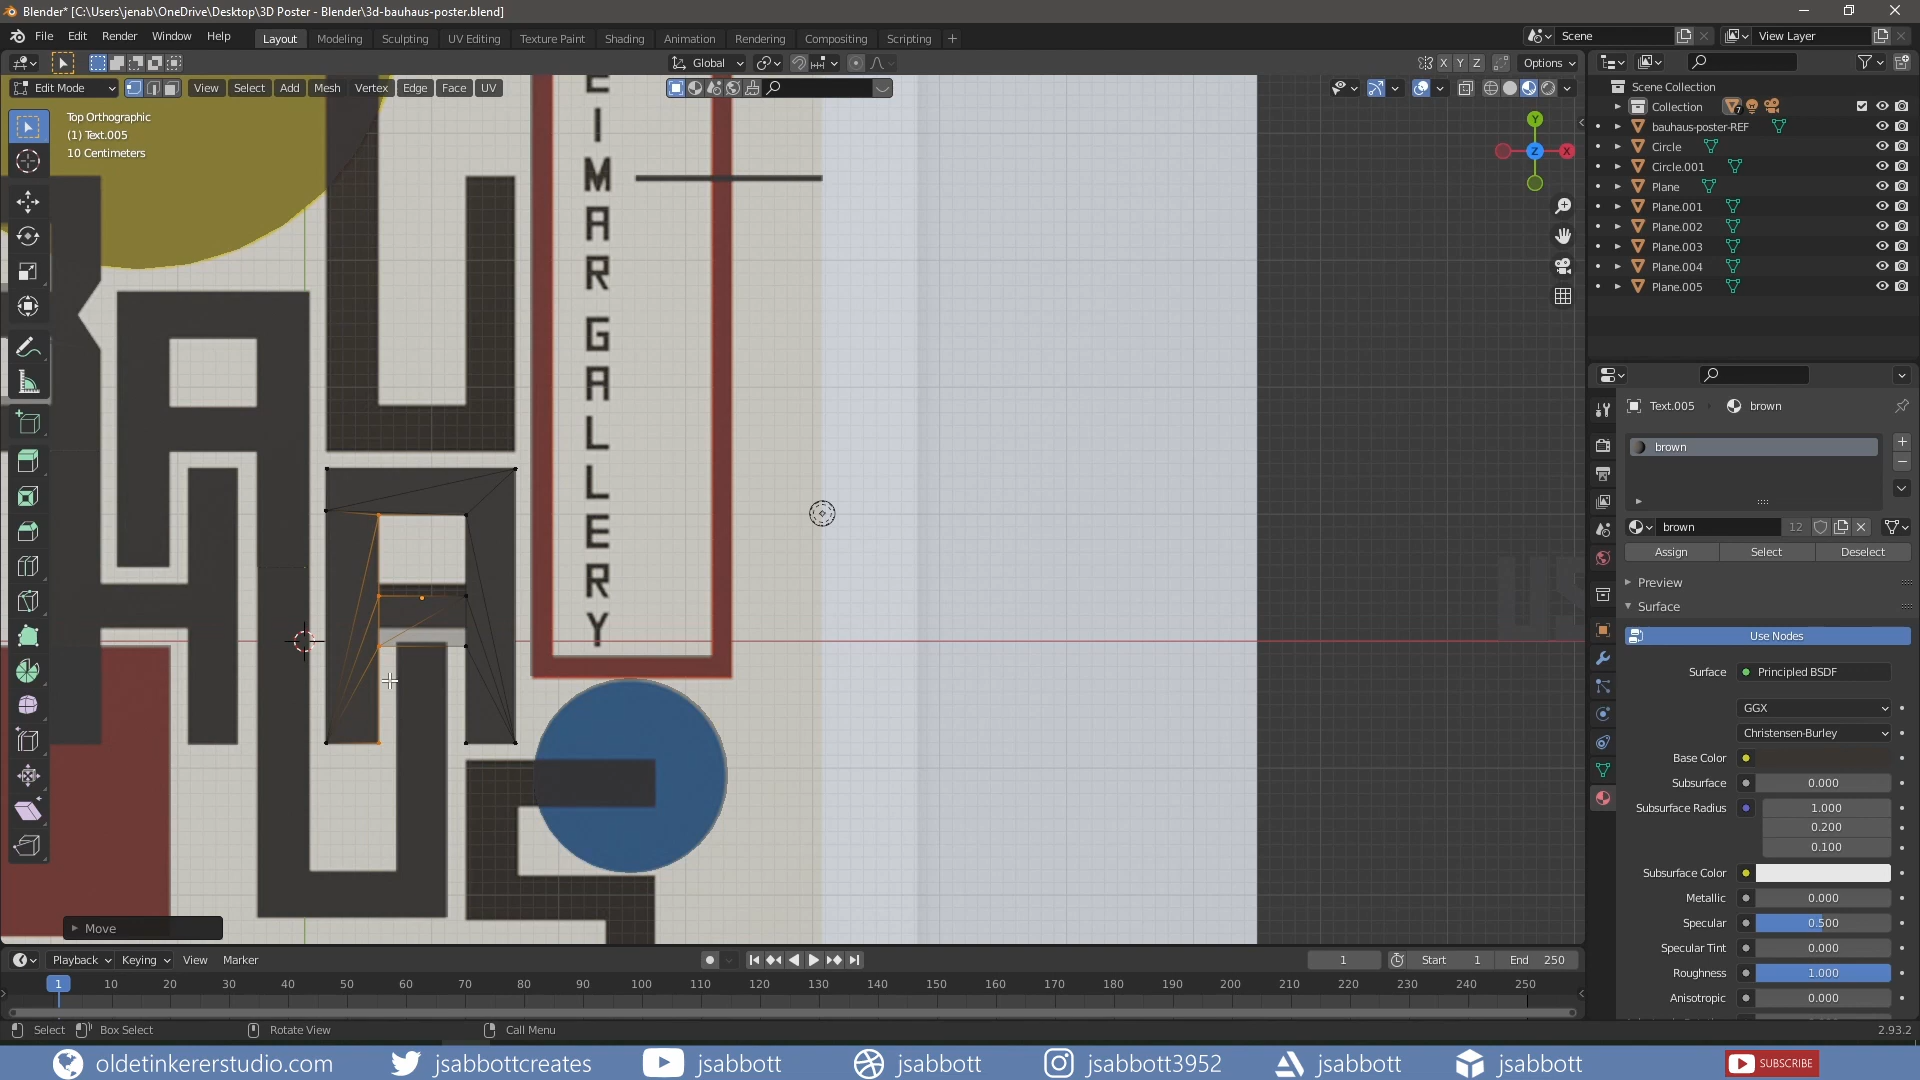 Blender* [C:\Users\jenab\OneDrive\Desktop\3D Poster - Blender\3d-bauhaus-poster.blend]
File Edit Render Window Help Layout Modeling Sculpting UV Editing Texture Paint Shading Animation Rendering Compositing Scripting + Scene View Layer
Global X Y Z Options
Edit Mode View Select Add Mesh Vertex Edge Face UV
Top Orthographic
(1) Text.005
10 Centimeters
EIMAR GALLERY
Y
Z
X
Scene Collection
Collection 7
bauhaus-poster-REF
Circle
Circle.001
Plane
Plane.001
Plane.002
Plane.003
Plane.004
Plane.005
Text.005 brown
brown
brown 12
Assign Select Deselect
Preview
Surface
Use Nodes
Surface Principled BSDF
GGX
Christensen-Burley
Base Color
Subsurface 0.000
Subsurface Radius 1.000
0.200
0.100
Subsurface Color
Metallic 0.000
Specular 0.500
Specular Tint 0.000
Roughness 1.000
Anisotropic 0.000
Move
Playback Keying View Marker 1 Start 1 End 250
1 10 20 30 40 50 60 70 80 90 100 110 120 130 140 150 160 170 180 190 200 210 220 230 240 250
Select Box Select Rotate View Call Menu 2.93.2
oldetinkererstudio.com jsabbottcreates jsabbott jsabbott jsabbott3952 jsabbott jsabbott SUBSCRIBE